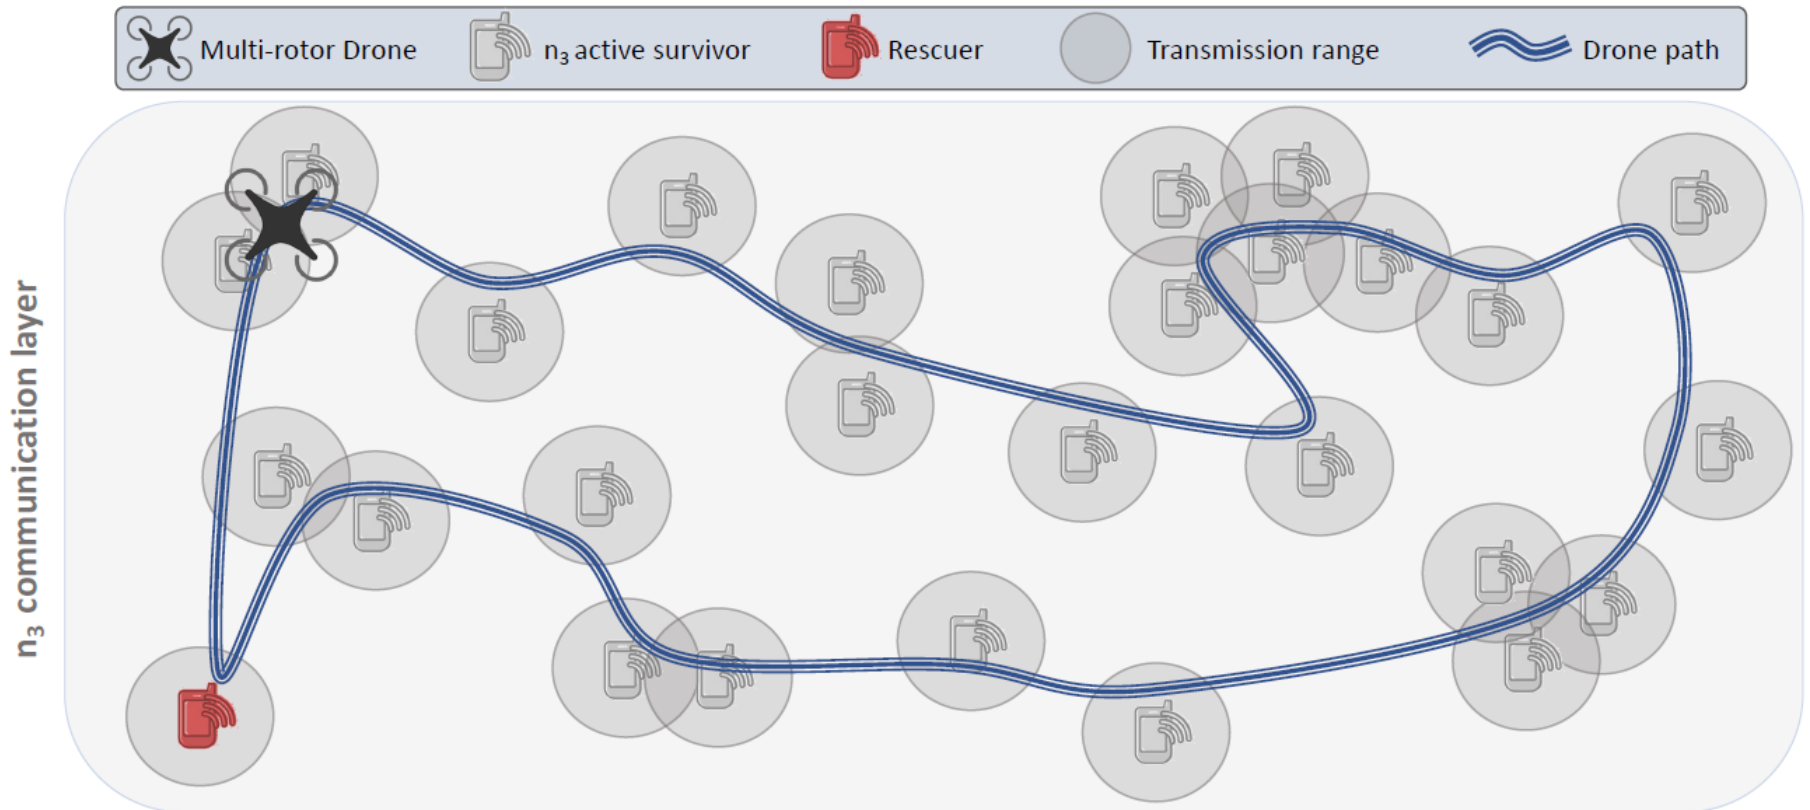 Multi-rotor Drone
n₃ active survivor
Rescuer
Transmission range
Drone path
n₃ communication layer